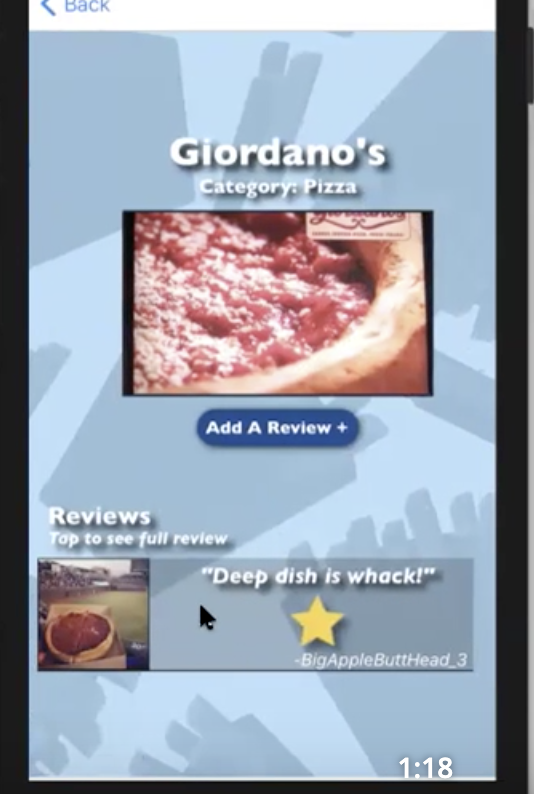 Back
Giordano's
Category: Pizza
Giordano's
Add A Review +
Reviews
Tap to see full review
"Deep dish is whack!"
-BigAppleButtHead_3
1:18